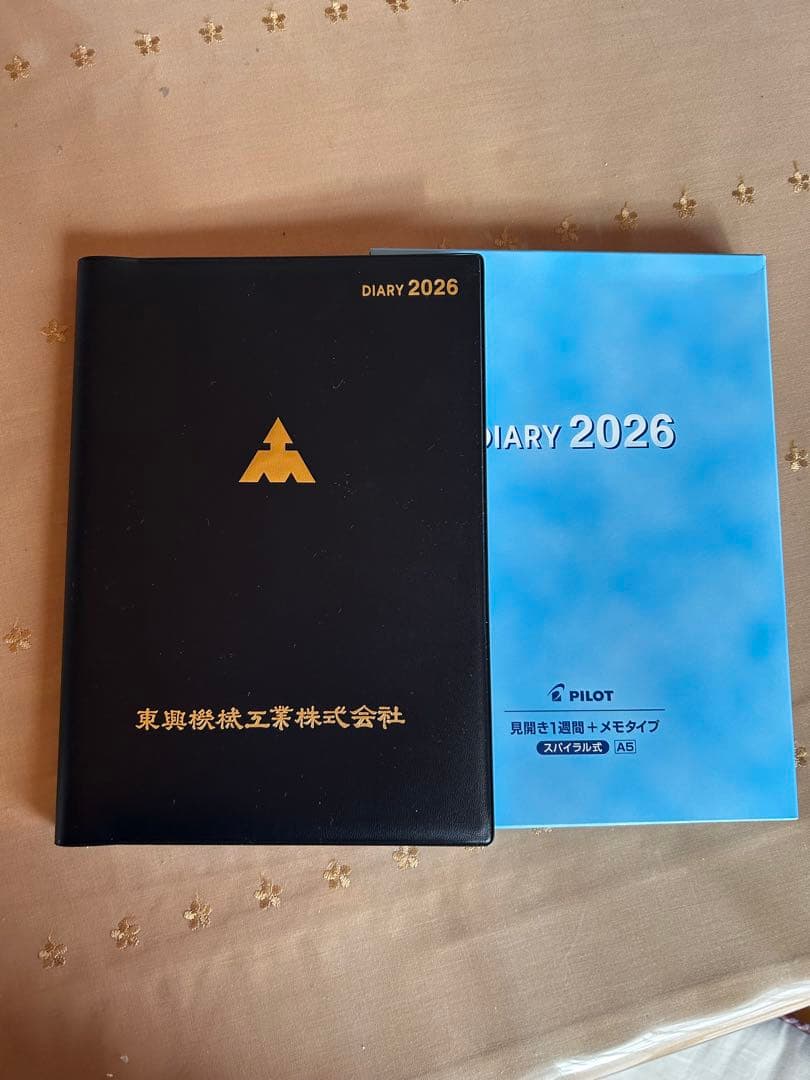 DIARY 2026
東興機械工業株式会社
DIARY 2026
PILOT
見開き1週間+メモタイプ
スパイラル式 A5